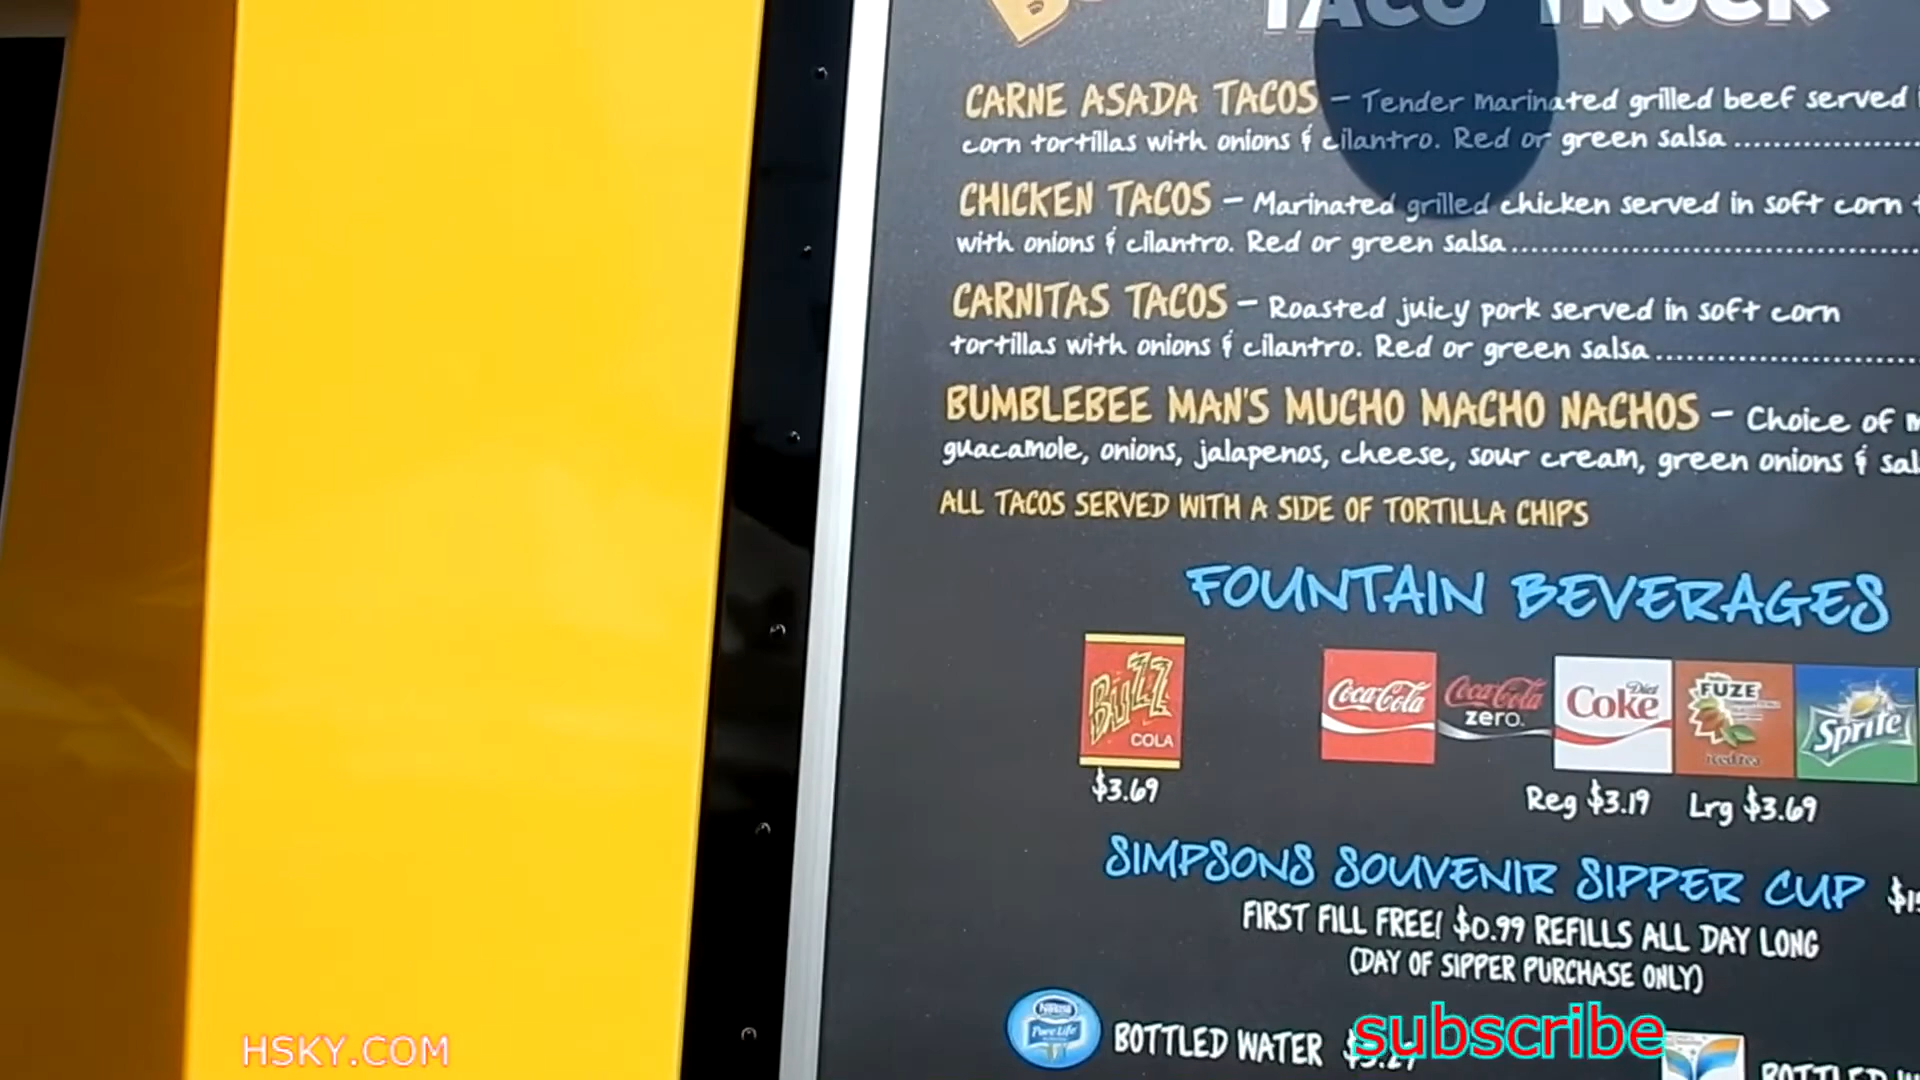 TACO TRUCK
CARNE ASADA TACOS – Tender marinated grilled beef served
corn tortillas with onions & cilantro. Red or green salsa
CHICKEN TACOS – Marinated grilled chicken served in soft corn
with onions & cilantro. Red or green salsa
CARNITAS TACOS – Roasted juicy pork served in soft corn
tortillas with onions & cilantro. Red or green salsa
BUMBLEBEE MAN'S MUCHO MACHO NACHOS – Choice of
guacamole, onions, jalapenos, cheese, sour cream, green onions &
ALL TACOS SERVED WITH A SIDE OF TORTILLA CHIPS
FOUNTAIN BEVERAGES
BUZZ COLA
Coca-Cola
Coca-Cola zero.
Diet Coke
FUZE iced tea
Sprite
$3.69
Reg $3.19 Lrg $3.69
SIMPSONS SOUVENIR SIPPER CUP
FIRST FILL FREE! $0.99 REFILLS ALL DAY LONG
(DAY OF SIPPER PURCHASE ONLY)
Nestle Pure Life
BOTTLED WATER
subscribe
BOTTLED
HSKY.COM